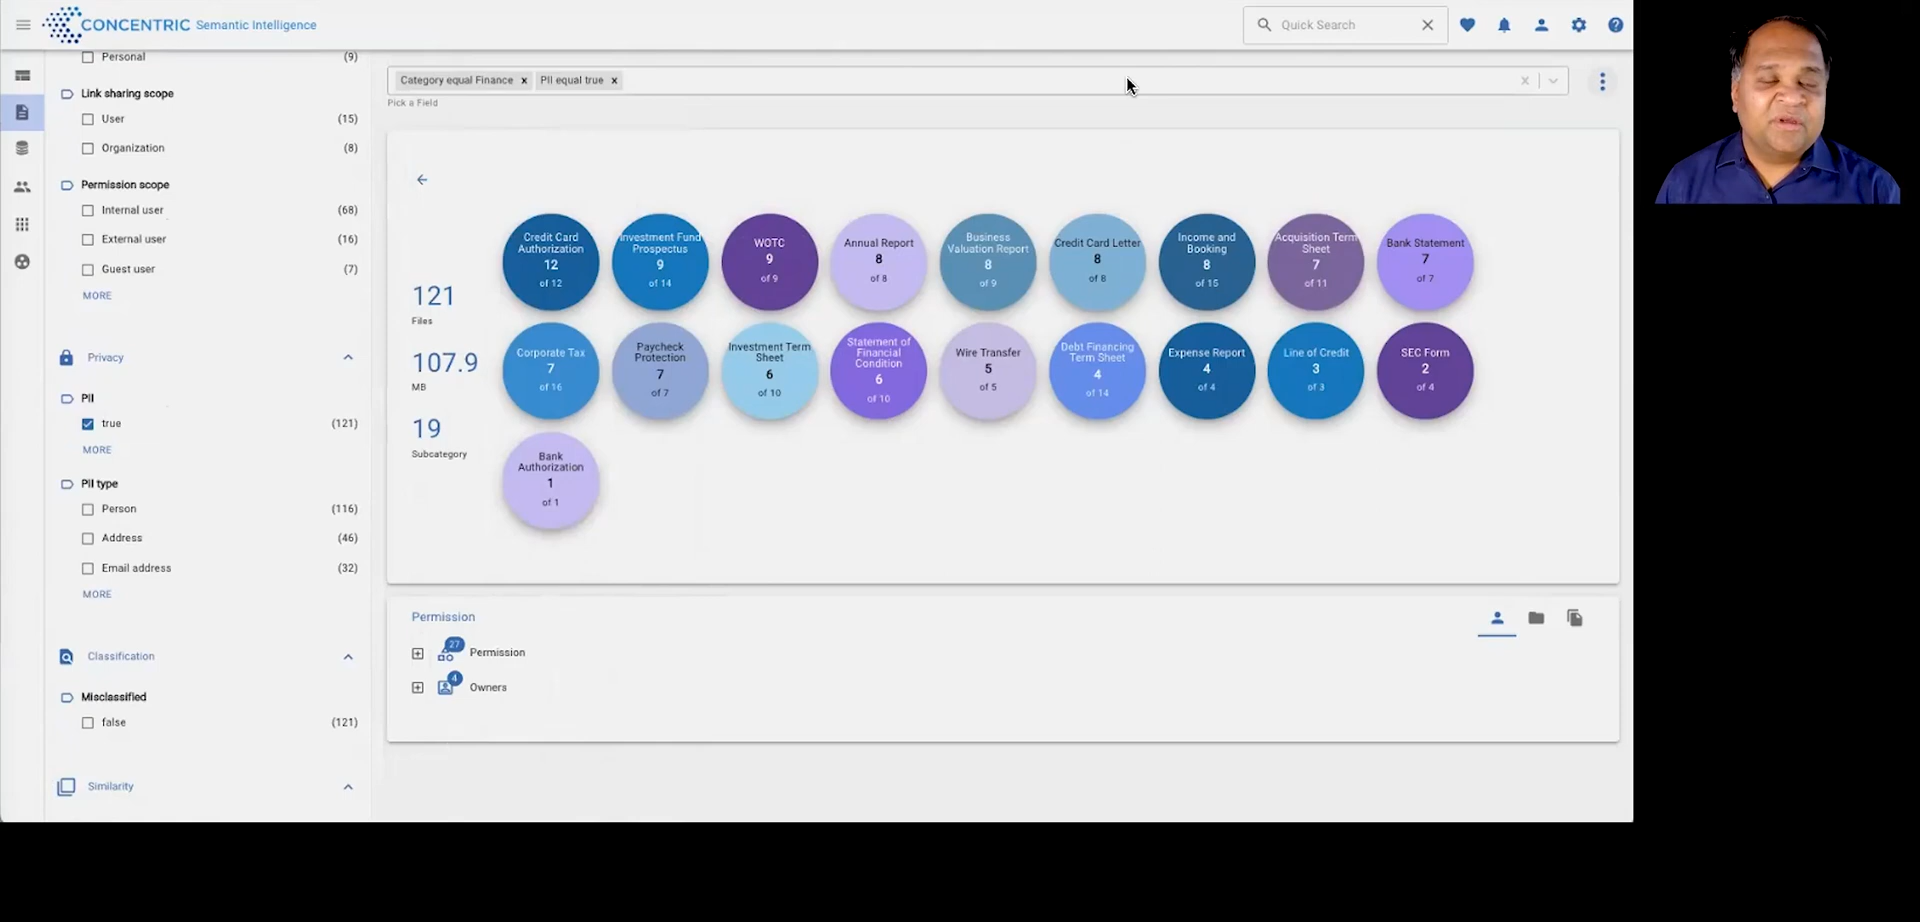 CONCENTRIC Semantic Intelligence
Quick Search
Personal (9)
Link sharing scope
User (15)
Organization (8)
Permission scope
Internal user (68)
External user (16)
Guest user (7)
MORE
Privacy
PII
true (121)
MORE
PII type
Person (116)
Address (46)
Email address (32)
MORE
Classification
Misclassified
false (121)
Similarity
Category equal Finance x PII equal true x
Pick a Field
121
Files
107.9
MB
19
Subcategory
Credit Card
Authorization
12
of 12
Investment Fund
Prospectus
9
of 14
WOTC
9
of 9
Annual Report
8
of 8
Business
Valuation Report
8
of 9
Credit Card Letter
8
of 8
Income and
Booking
8
of 15
Acquisition Term
Sheet
7
of 11
Bank Statement
7
of 7
Corporate Tax
7
of 16
Paycheck
Protection
7
of 7
Investment Term
Sheet
6
of 10
Statement of
Financial
Condition
6
of 10
Wire Transfer
5
of 5
Debt Financing
Term Sheet
4
of 14
Expense Report
4
of 4
Line of Credit
3
of 3
SEC Form
2
of 4
Bank
Authorization
1
of 1
Permission
27
Permission
4
Owners